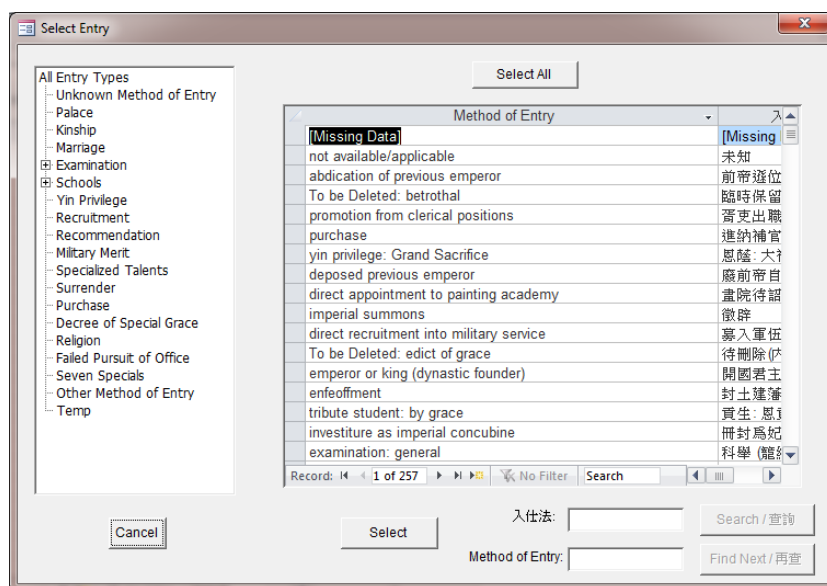 Select Entry
All Entry Types
Unknown Method of Entry
Palace
Kinship
Marriage
Examination
Schools
Yin Privilege
Recruitment
Recommendation
Military Merit
Specialized Talents
Surrender
Purchase
Decree of Special Grace
Religion
Failed Pursuit of Office
Seven Specials
Other Method of Entry
Temp
Cancel
Select All
Method of Entry 入
[Missing Data] [Missing
not available/applicable 未知
abdication of previous emperor 前帝遜位
To be Deleted: betrothal 臨時保留
promotion from clerical positions 胥吏出職
purchase 進納補官
yin privilege: Grand Sacrifice 恩蔭: 大
deposed previous emperor 廢前帝自
direct appointment to painting academy 畫院待詔
imperial summons 徵辟
direct recruitment into military service 募入軍伍
To be Deleted: edict of grace 待刪除(內
emperor or king (dynastic founder) 開國君主
enfeoffment 封土建藩
tribute student: by grace 貢生: 恩貢
investiture as imperial concubine 冊封爲妃
examination: general 科舉 (籠統
Record: 1 of 257 No Filter Search
Select
入仕法: Search / 查詢
Method of Entry: Find Next / 再查